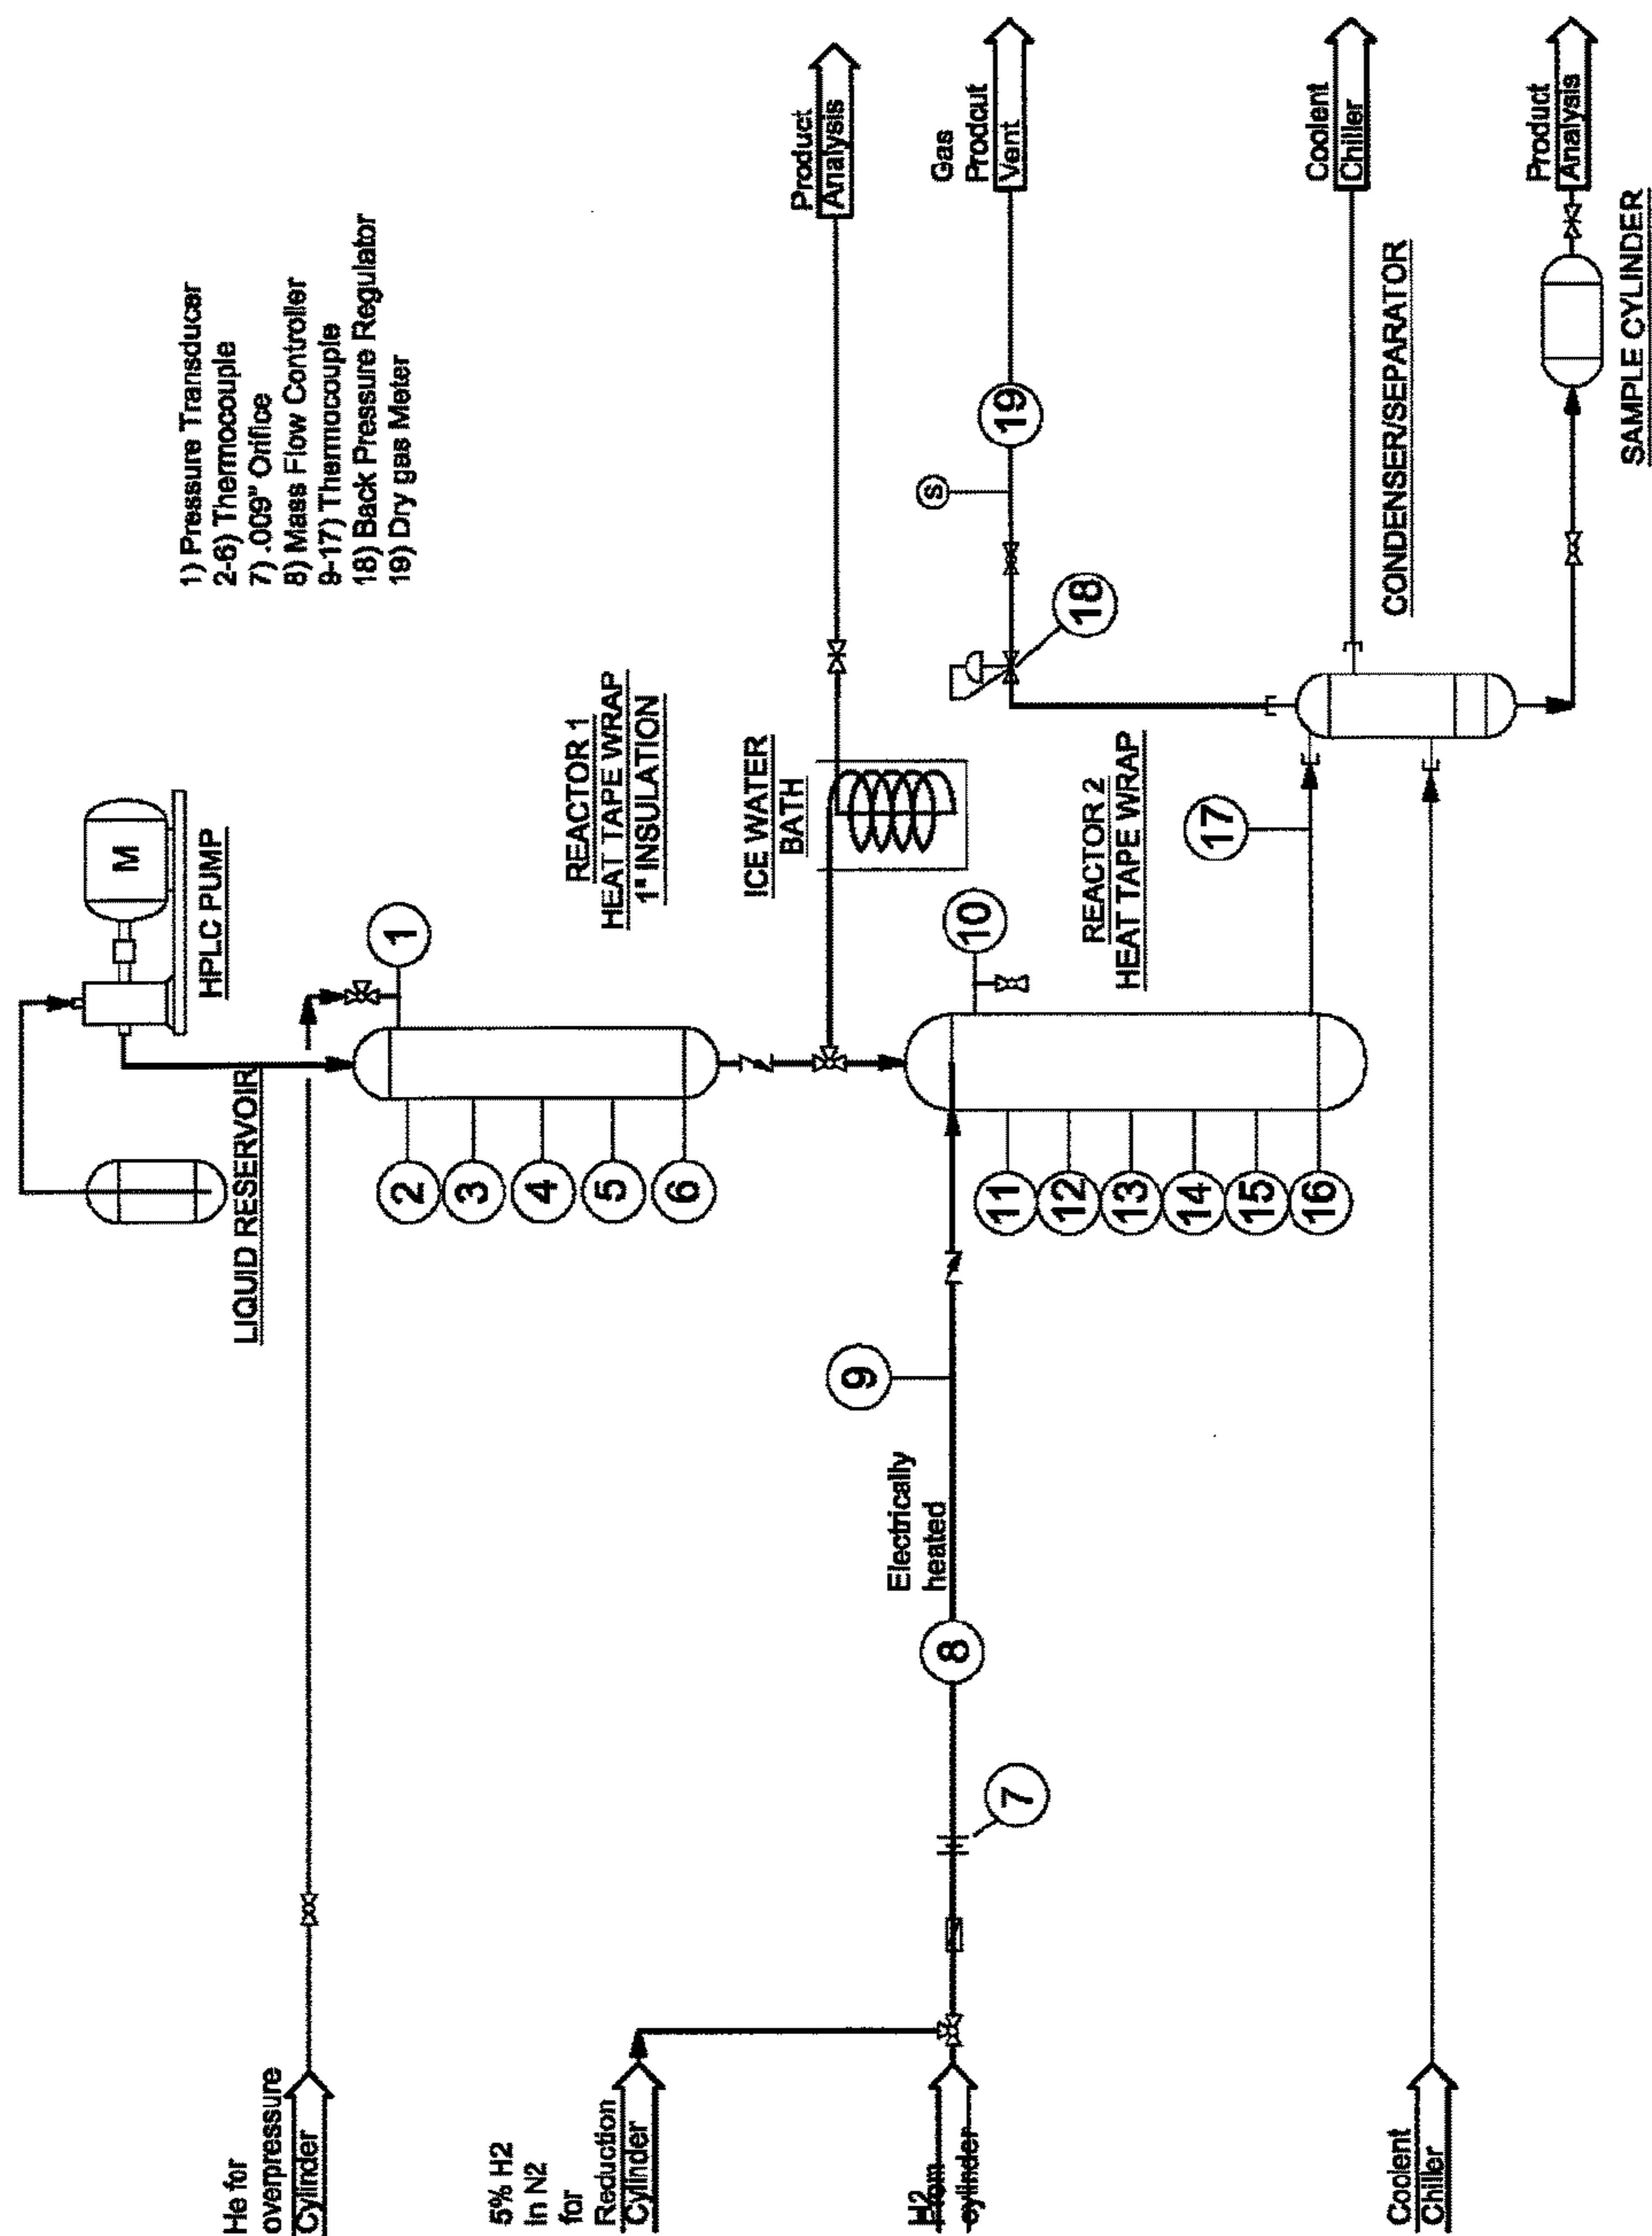 He for
overpressure
Cylinder
5% H2
in N2
for
Reduction
Cylinder
H2
From
cylinder
Coolent
Chiller
LIQUID RESERVOIR
HPLC PUMP
M
1
2
3
4
5
6
REACTOR 1
HEAT TAPE WRAP
1" INSULATION
ICE WATER
BATH
7
8
Electrically
heated
9
10
11
12
13
14
15
16
REACTOR 2
HEAT TAPE WRAP
17
18
S
19
CONDENSER/SEPARATOR
SAMPLE CYLINDER
1) Pressure Transducer
2-6) Thermocouple
7) .009" Orifice
8) Mass Flow Controller
9-17) Thermocouple
18) Back Pressure Regulator
19) Dry gas Meter
Product
Analysis
Gas
Prodcut
Vent
Coolent
Chiller
Product
Analysis